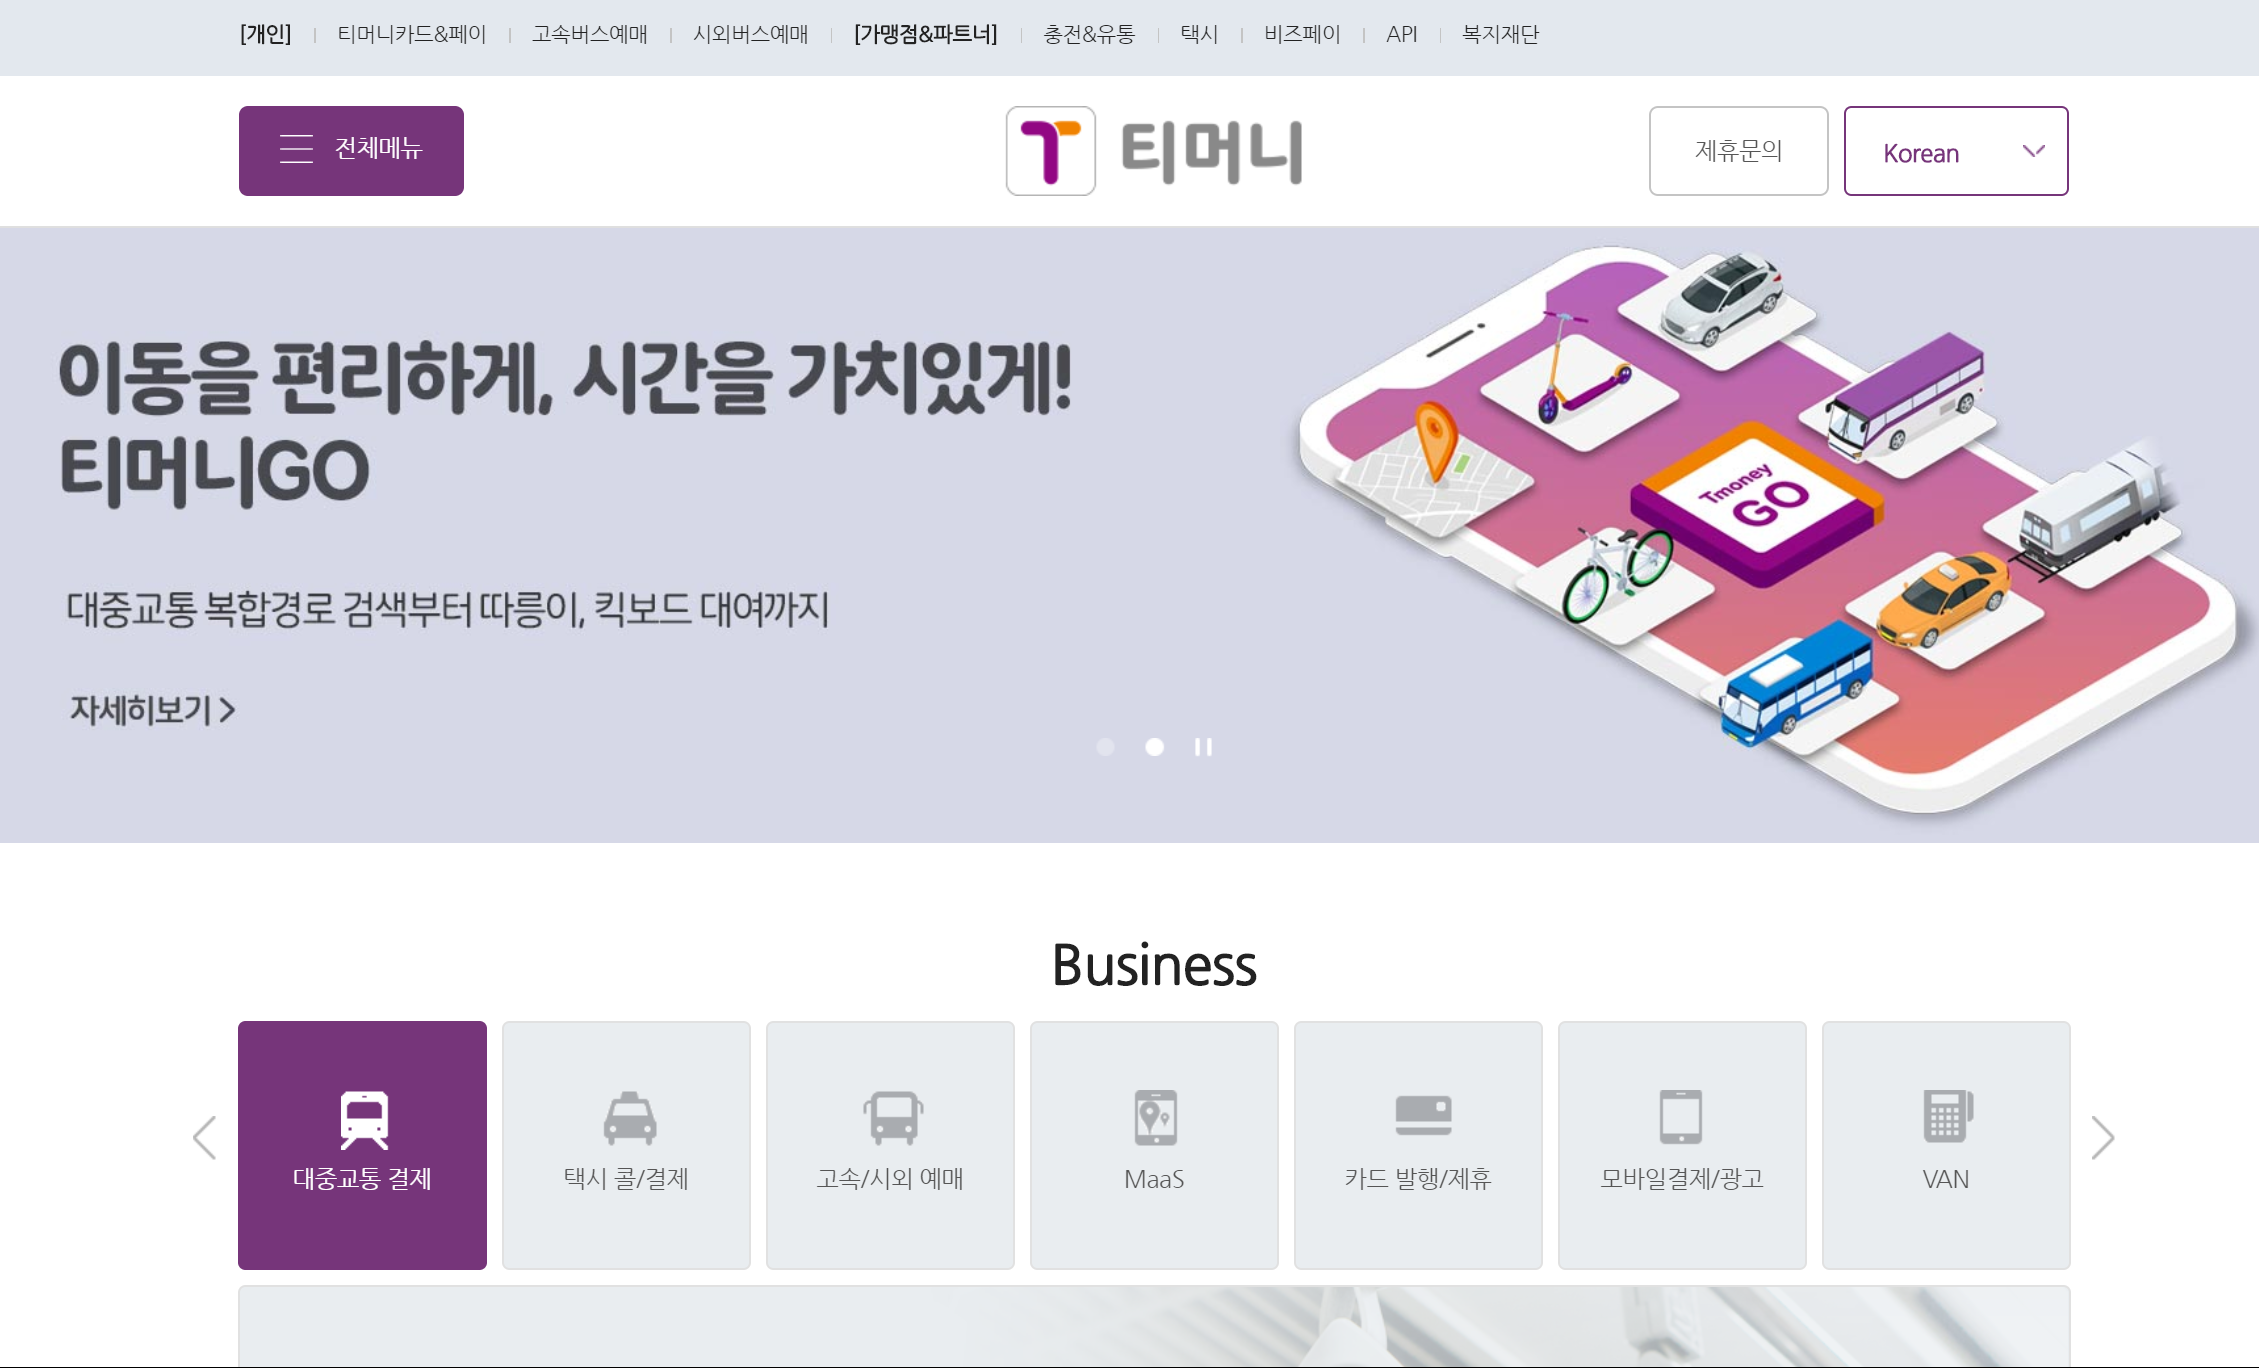 [개인] 티머니카드&페이 고속버스예매 시외버스예매 [가맹점&파트너] 충전&유통 택시 비즈페이 API 복지재단
전체메뉴
티머니
제휴문의
Korean
이동을 편리하게, 시간을 가치있게!
티머니GO
대중교통 복합경로 검색부터 따릉이, 킥보드 대여까지
자세히보기 >
Tmoney
GO
Business
대중교통 결제
택시 콜/결제
고속/시외 예매
MaaS
카드 발행/제휴
모바일결제/광고
VAN